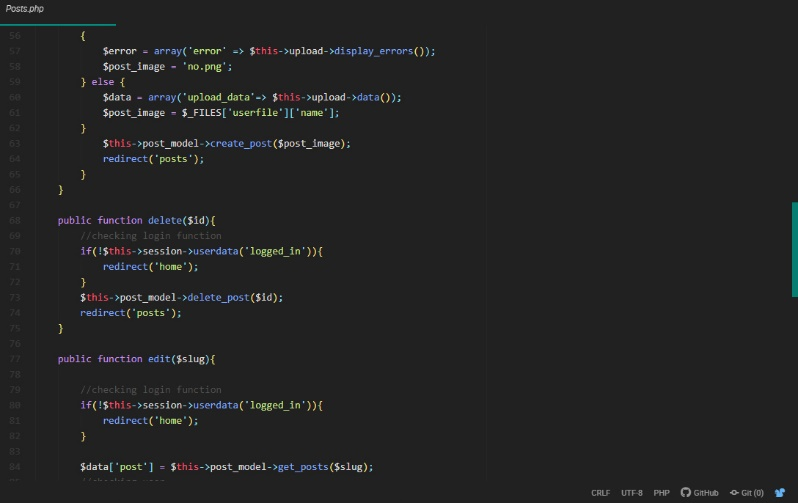 Posts.php
56 {
57 $error = array('error' => $this->upload->display_errors());
58 $post_image = 'no.png';
59 } else {
60 $data = array('upload_data'=> $this->upload->data());
61 $post_image = $_FILES['userfile']['name'];
62 }
63 $this->post_model->create_post($post_image);
64 redirect('posts');
65 }
66 }
67
68 public function delete($id){
69 //checking login function
70 if(!$this->session->userdata('logged_in')){
71 redirect('home');
72 }
73 $this->post_model->delete_post($id);
74 redirect('posts');
75 }
76
77 public function edit($slug){
78
79 //checking login function
80 if(!$this->session->userdata('logged_in')){
81 redirect('home');
82 }
83
84 $data['post'] = $this->post_model->get_posts($slug);
CRLF UTF-8 PHP GitHub Git (0)